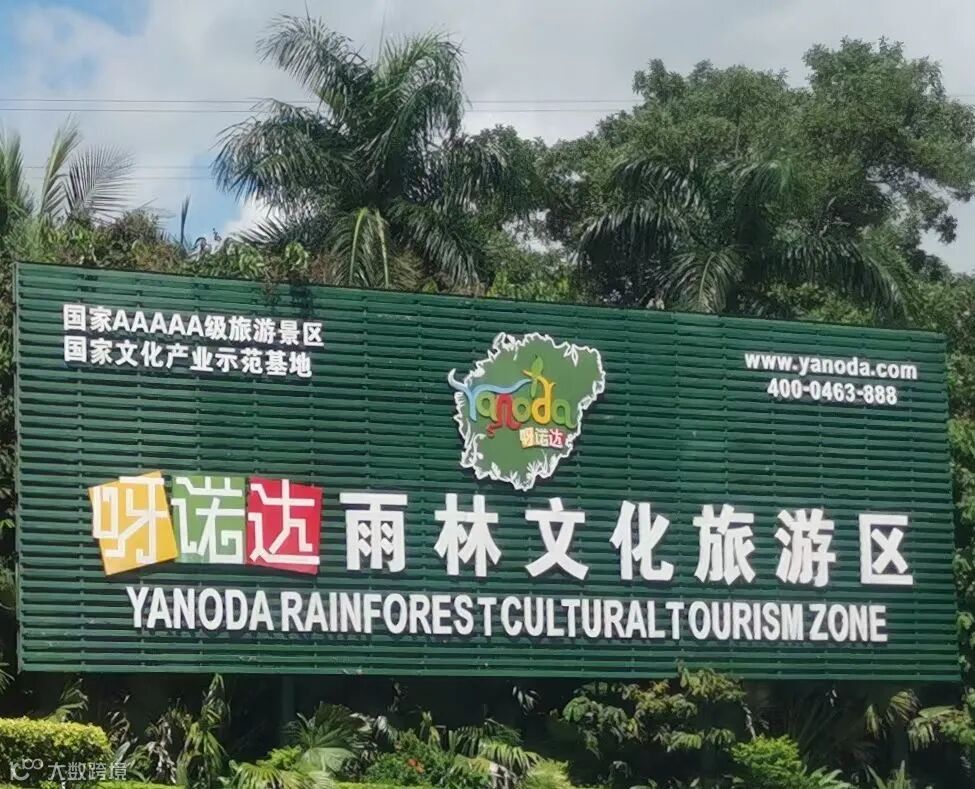 国家AAAAA级旅游景区
国家文化产业示范基地
Yanoda
呀诺达
www.yanoda.com
400-0463-888
呀诺达雨林文化旅游区
YANODA RAINFOREST CULTURAL TOURISM ZONE
大数跨境